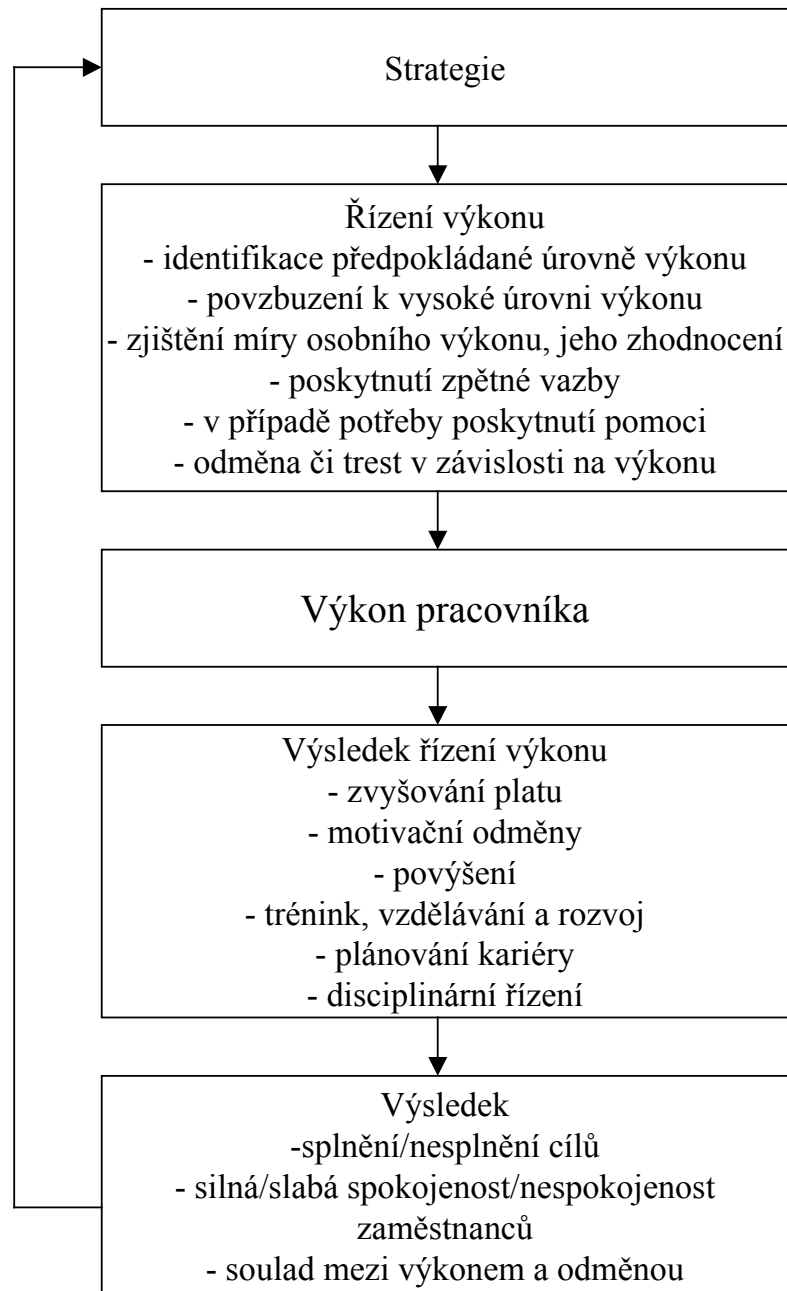 Strategie
Řízení výkonu
- identifikace předpokládané úrovně výkonu
- povzbuzení k vysoké úrovni výkonu
- zjištění míry osobního výkonu, jeho zhodnocení
- poskytnutí zpětné vazby
- v případě potřeby poskytnutí pomoci
- odměna či trest v závislosti na výkonu
Výkon pracovníka
Výsledek řízení výkonu
- zvyšování platu
- motivační odměny
- povýšení
- trénink, vzdělávání a rozvoj
- plánování kariéry
- disciplinární řízení
Výsledek
-splnění/nesplnění cílů
- silná/slabá spokojenost/nespokojenost
zaměstnanců
- soulad mezi výkonem a odměnou